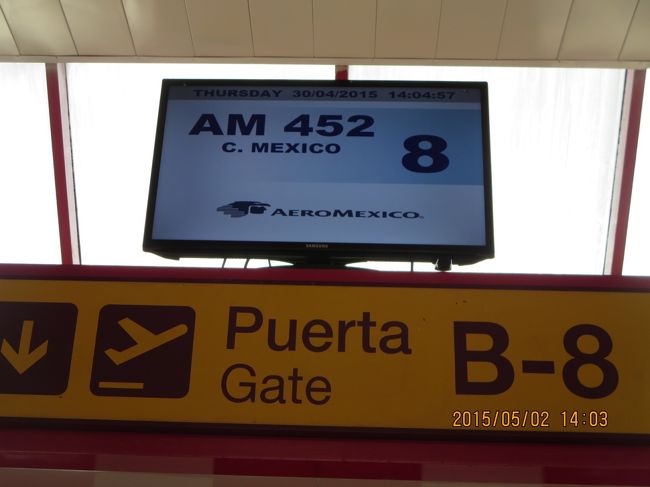 THURSDAY 30/04/2015 14:04:57
AM 452
C. MEXICO
8
AEROMEXICO
SAMSUNG
Puerta
Gate
B-8
2015/05/02 14:03